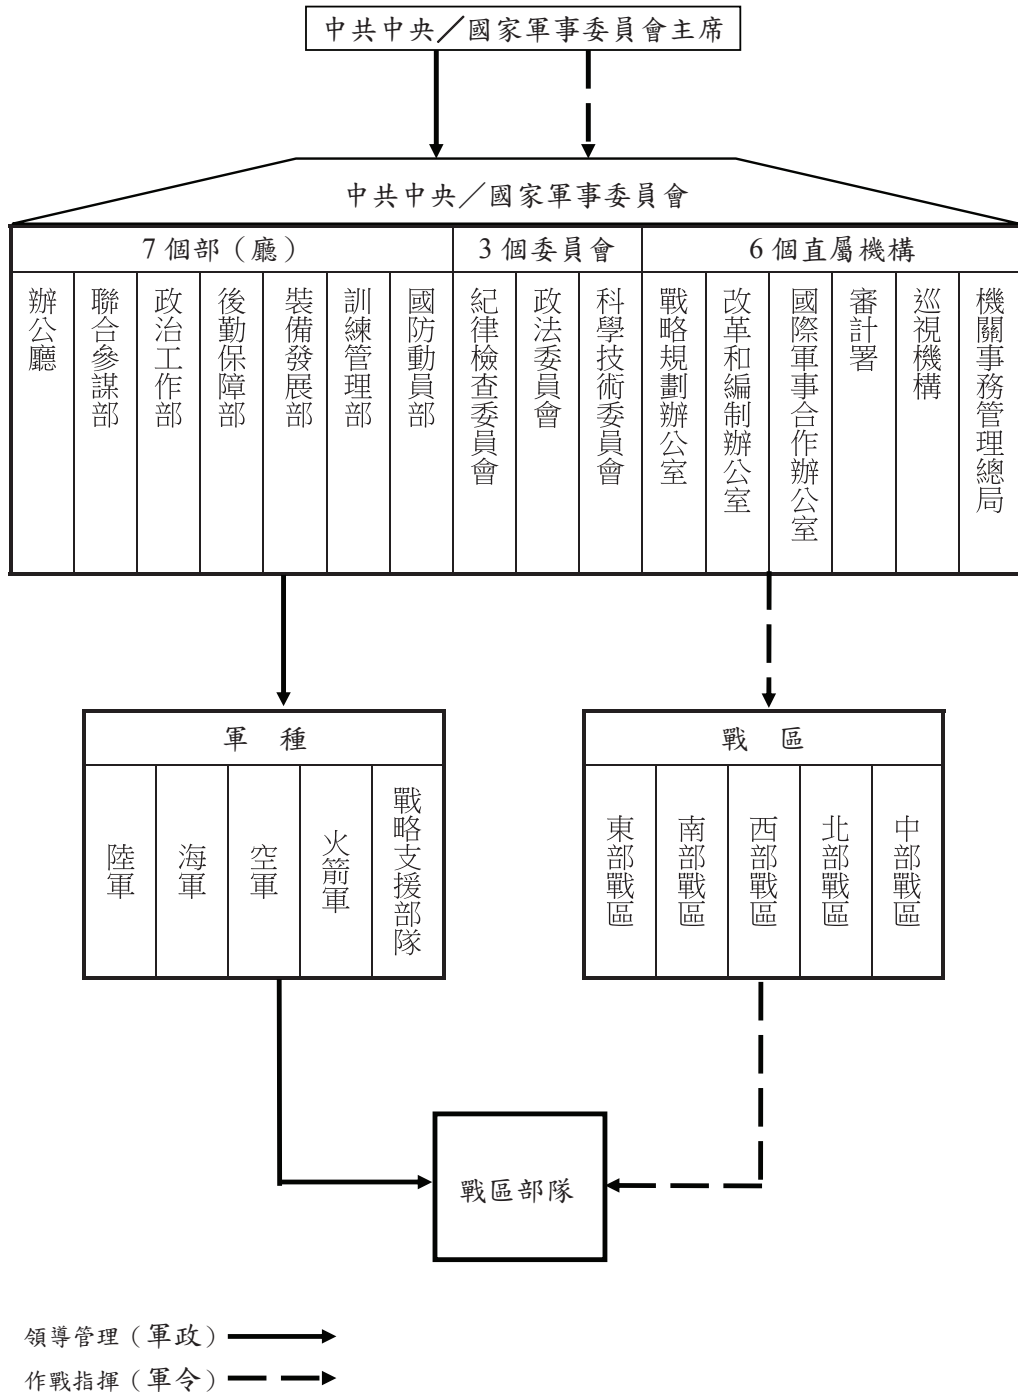 中共中央／國家軍事委員會主席
中共中央／國家軍事委員會
7 個部（廳）
3 個委員會
6 個直屬機構
辦公廳
聯合參謀部
政治工作部
後勤保障部
裝備發展部
訓練管理部
國防動員部
紀律檢查委員會
政法委員會
科學技術委員會
戰略規劃辦公室
改革和編制辦公室
國際軍事合作辦公室
審計署
巡視機構
機關事務管理總局
軍　種
陸軍
海軍
空軍
火箭軍
戰略支援部隊
戰　區
東部戰區
南部戰區
西部戰區
北部戰區
中部戰區
戰區部隊
領導管理（軍政）
作戰指揮（軍令）